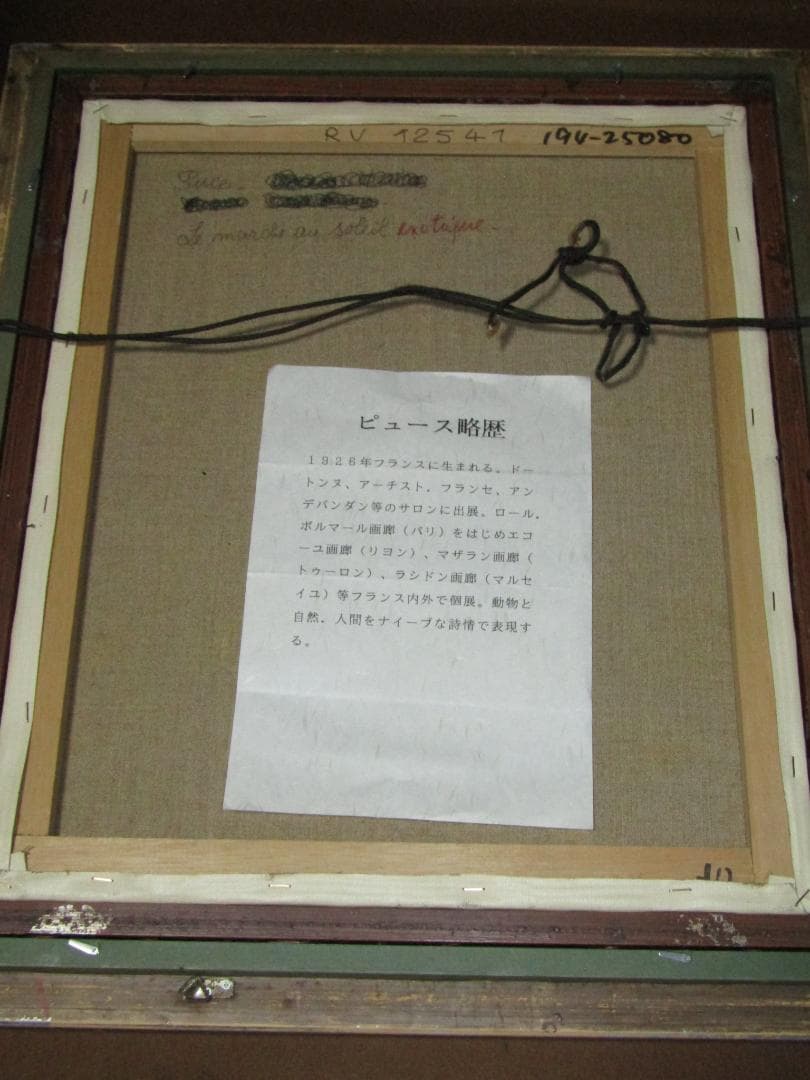 RV 12541 194-25080
Puce.
Le marche au soleil exotique.
ピュース略歴
1926年フランスに生まれる。ドー
トンヌ、アーチスト．フランセ、アン
デパンダン等のサロンに出展。ロール．
ボルマール画廊（パリ）をはじめエコ
ーユ画廊（リヨン）、マザラン画廊（
トゥーロン）、ラシドン画廊（マルセ
イユ）等フランス内外で個展。動物と
自然．人間をナイーブな詩情で表現す
る。